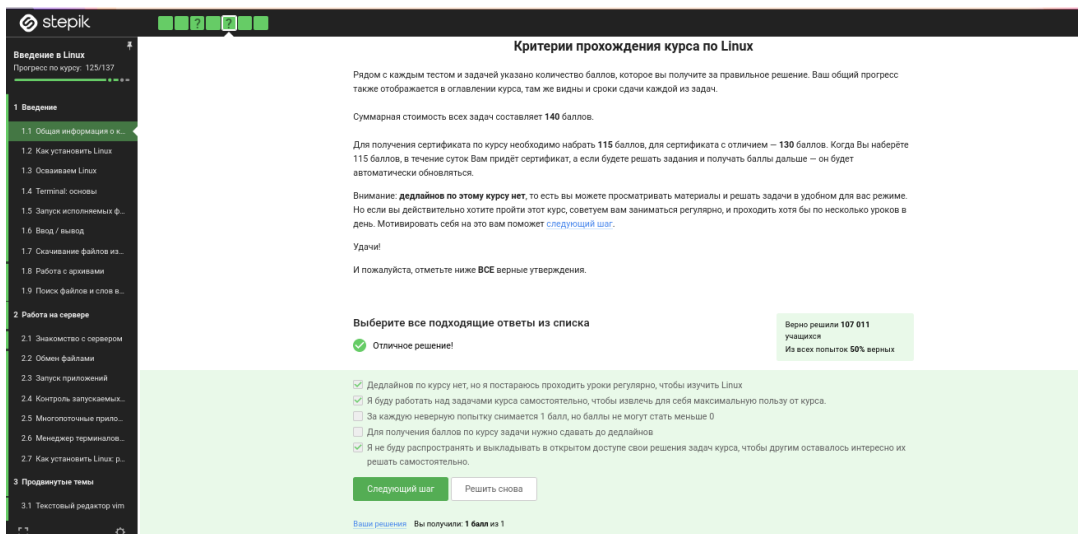 stepik
?
?
Введение в Linux
Прогресс по курсу: 125/137
1 Введение
1.1 Общая информация о к...
1.2 Как установить Linux
1.3 Осваиваем Linux
1.4 Terminal: основы
1.5 Запуск исполняемых ф...
1.6 Ввод / вывод
1.7 Скачивание файлов из...
1.8 Работа с архивами
1.9 Поиск файлов и слов в...
2 Работа на сервере
2.1 Знакомство с сервером
2.2 Обмен файлами
2.3 Запуск приложений
2.4 Контроль запускаемых...
2.5 Многопоточные прило...
2.6 Менеджер терминалов...
2.7 Как установить Linux: р...
3 Продвинутые темы
3.1 Текстовый редактор vim
Критерии прохождения курса по Linux
Рядом с каждым тестом и задачей указано количество баллов, которое вы получите за правильное решение. Ваш общий прогресс
также отображается в оглавлении курса, там же видны и сроки сдачи каждой из задач.
Суммарная стоимость всех задач составляет 140 баллов.
Для получения сертификата по курсу необходимо набрать 115 баллов, для сертификата с отличием — 130 баллов. Когда Вы наберёте
115 баллов, в течение суток Вам придёт сертификат, а если будете решать задания и получать баллы дальше — он будет
автоматически обновляться.
Внимание: дедлайнов по этому курсу нет, то есть вы можете просматривать материалы и решать задачи в удобном для вас режиме.
Но если вы действительно хотите пройти этот курс, советуем вам заниматься регулярно, и проходить хотя бы по несколько уроков в
день. Мотивировать себя на это вам поможет следующий шаг.
Удачи!
И пожалуйста, отметьте ниже ВСЕ верные утверждения.
Выберите все подходящие ответы из списка
Отличное решение!
Верно решили 107 011
учащихся
Из всех попыток 50% верных
Дедлайнов по курсу нет, но я постараюсь проходить уроки регулярно, чтобы изучить Linux
Я буду работать над задачами курса самостоятельно, чтобы извлечь для себя максимальную пользу от курса.
За каждую неверную попытку снимается 1 балл, но баллы не могут стать меньше 0
Для получения баллов по курсу задачи нужно сдавать до дедлайнов
Я не буду распространять и выкладывать в открытом доступе свои решения задач курса, чтобы другим оставалось интересно их
решать самостоятельно.
Следующий шаг
Решить снова
Ваши решения Вы получили: 1 балл из 1